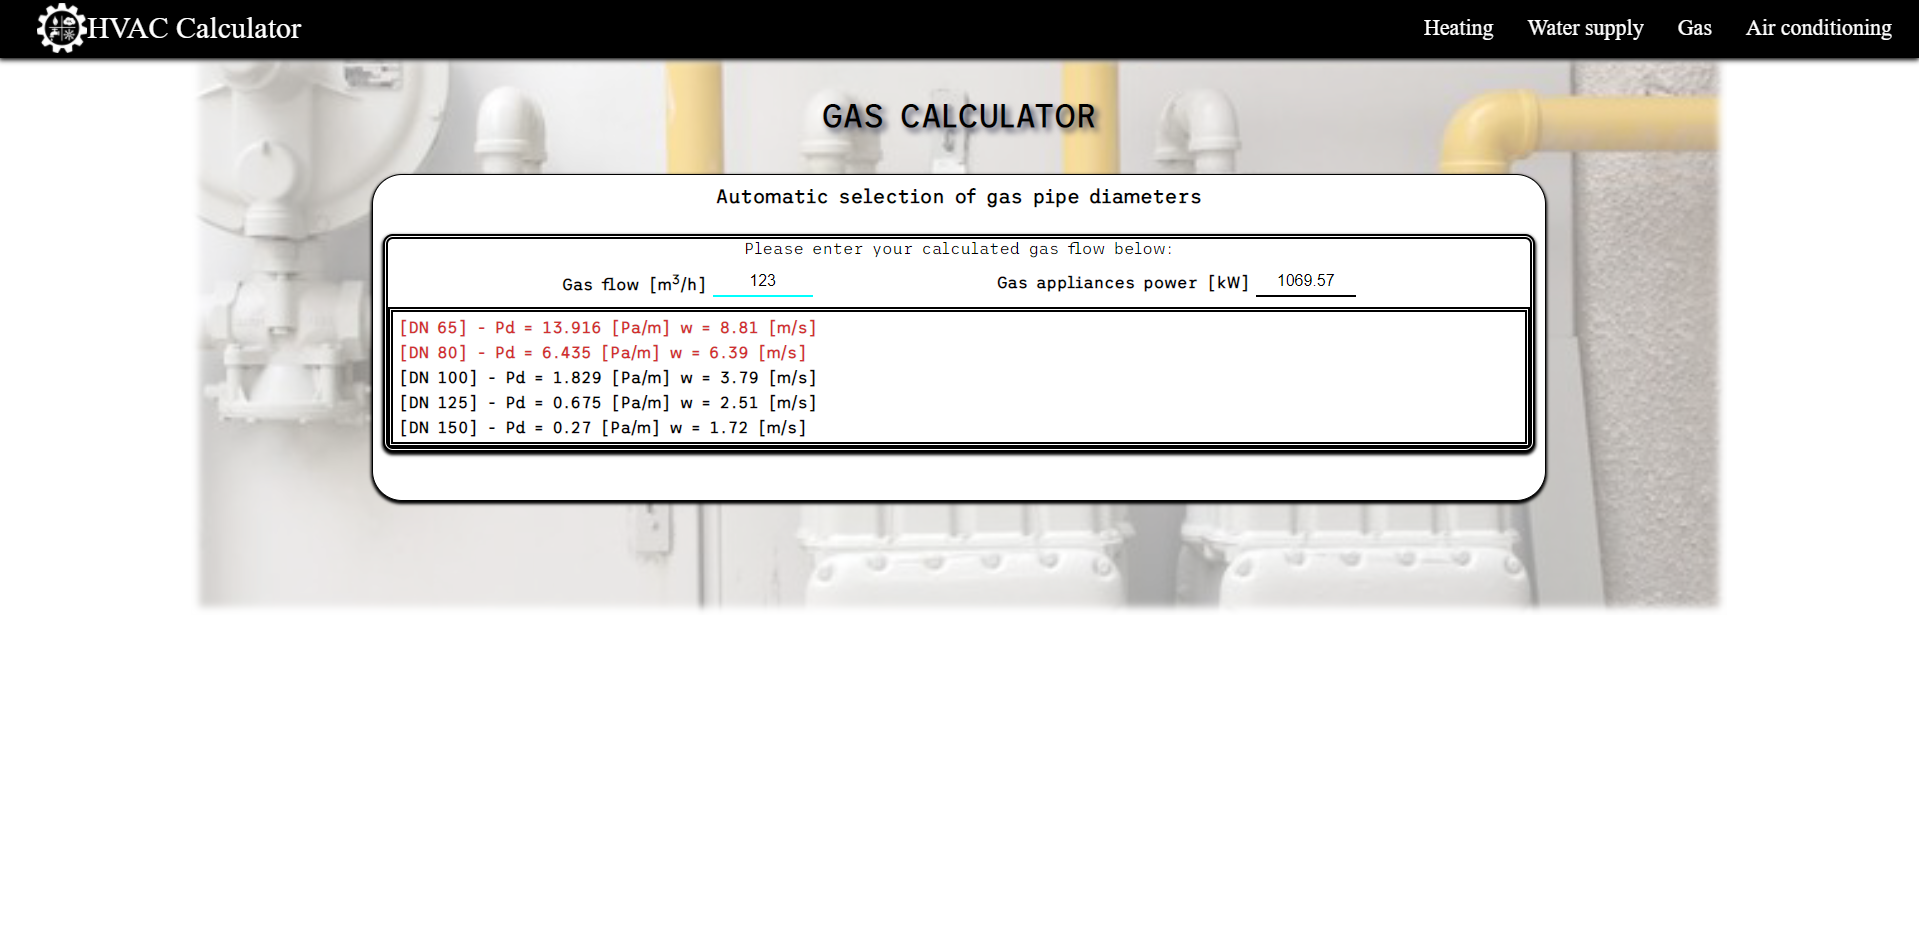 HVAC Calculator
Heating
Water supply
Gas
Air conditioning
GAS CALCULATOR
Automatic selection of gas pipe diameters
Please enter your calculated gas flow below:
Gas flow [m³/h] 123
Gas appliances power [kW] 1069.57
[DN 65] - Pd = 13.916 [Pa/m] w = 8.81 [m/s]
[DN 80] - Pd = 6.435 [Pa/m] w = 6.39 [m/s]
[DN 100] - Pd = 1.829 [Pa/m] w = 3.79 [m/s]
[DN 125] - Pd = 0.675 [Pa/m] w = 2.51 [m/s]
[DN 150] - Pd = 0.27 [Pa/m] w = 1.72 [m/s]